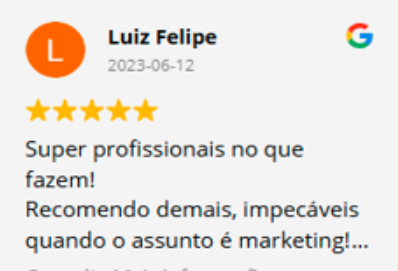 L
Luiz Felipe
G
2023-06-12
Super profissionais no que
fazem!
Recomendo demais, impecáveis
quando o assunto é marketing!...